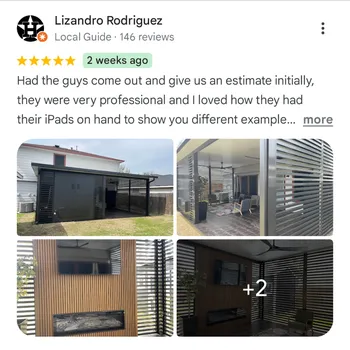 Lizandro Rodriguez
Local Guide · 146 reviews
2 weeks ago
Had the guys come out and give us an estimate initially,
they were very professional and I loved how they had
their iPads on hand to show you different example... more
+2